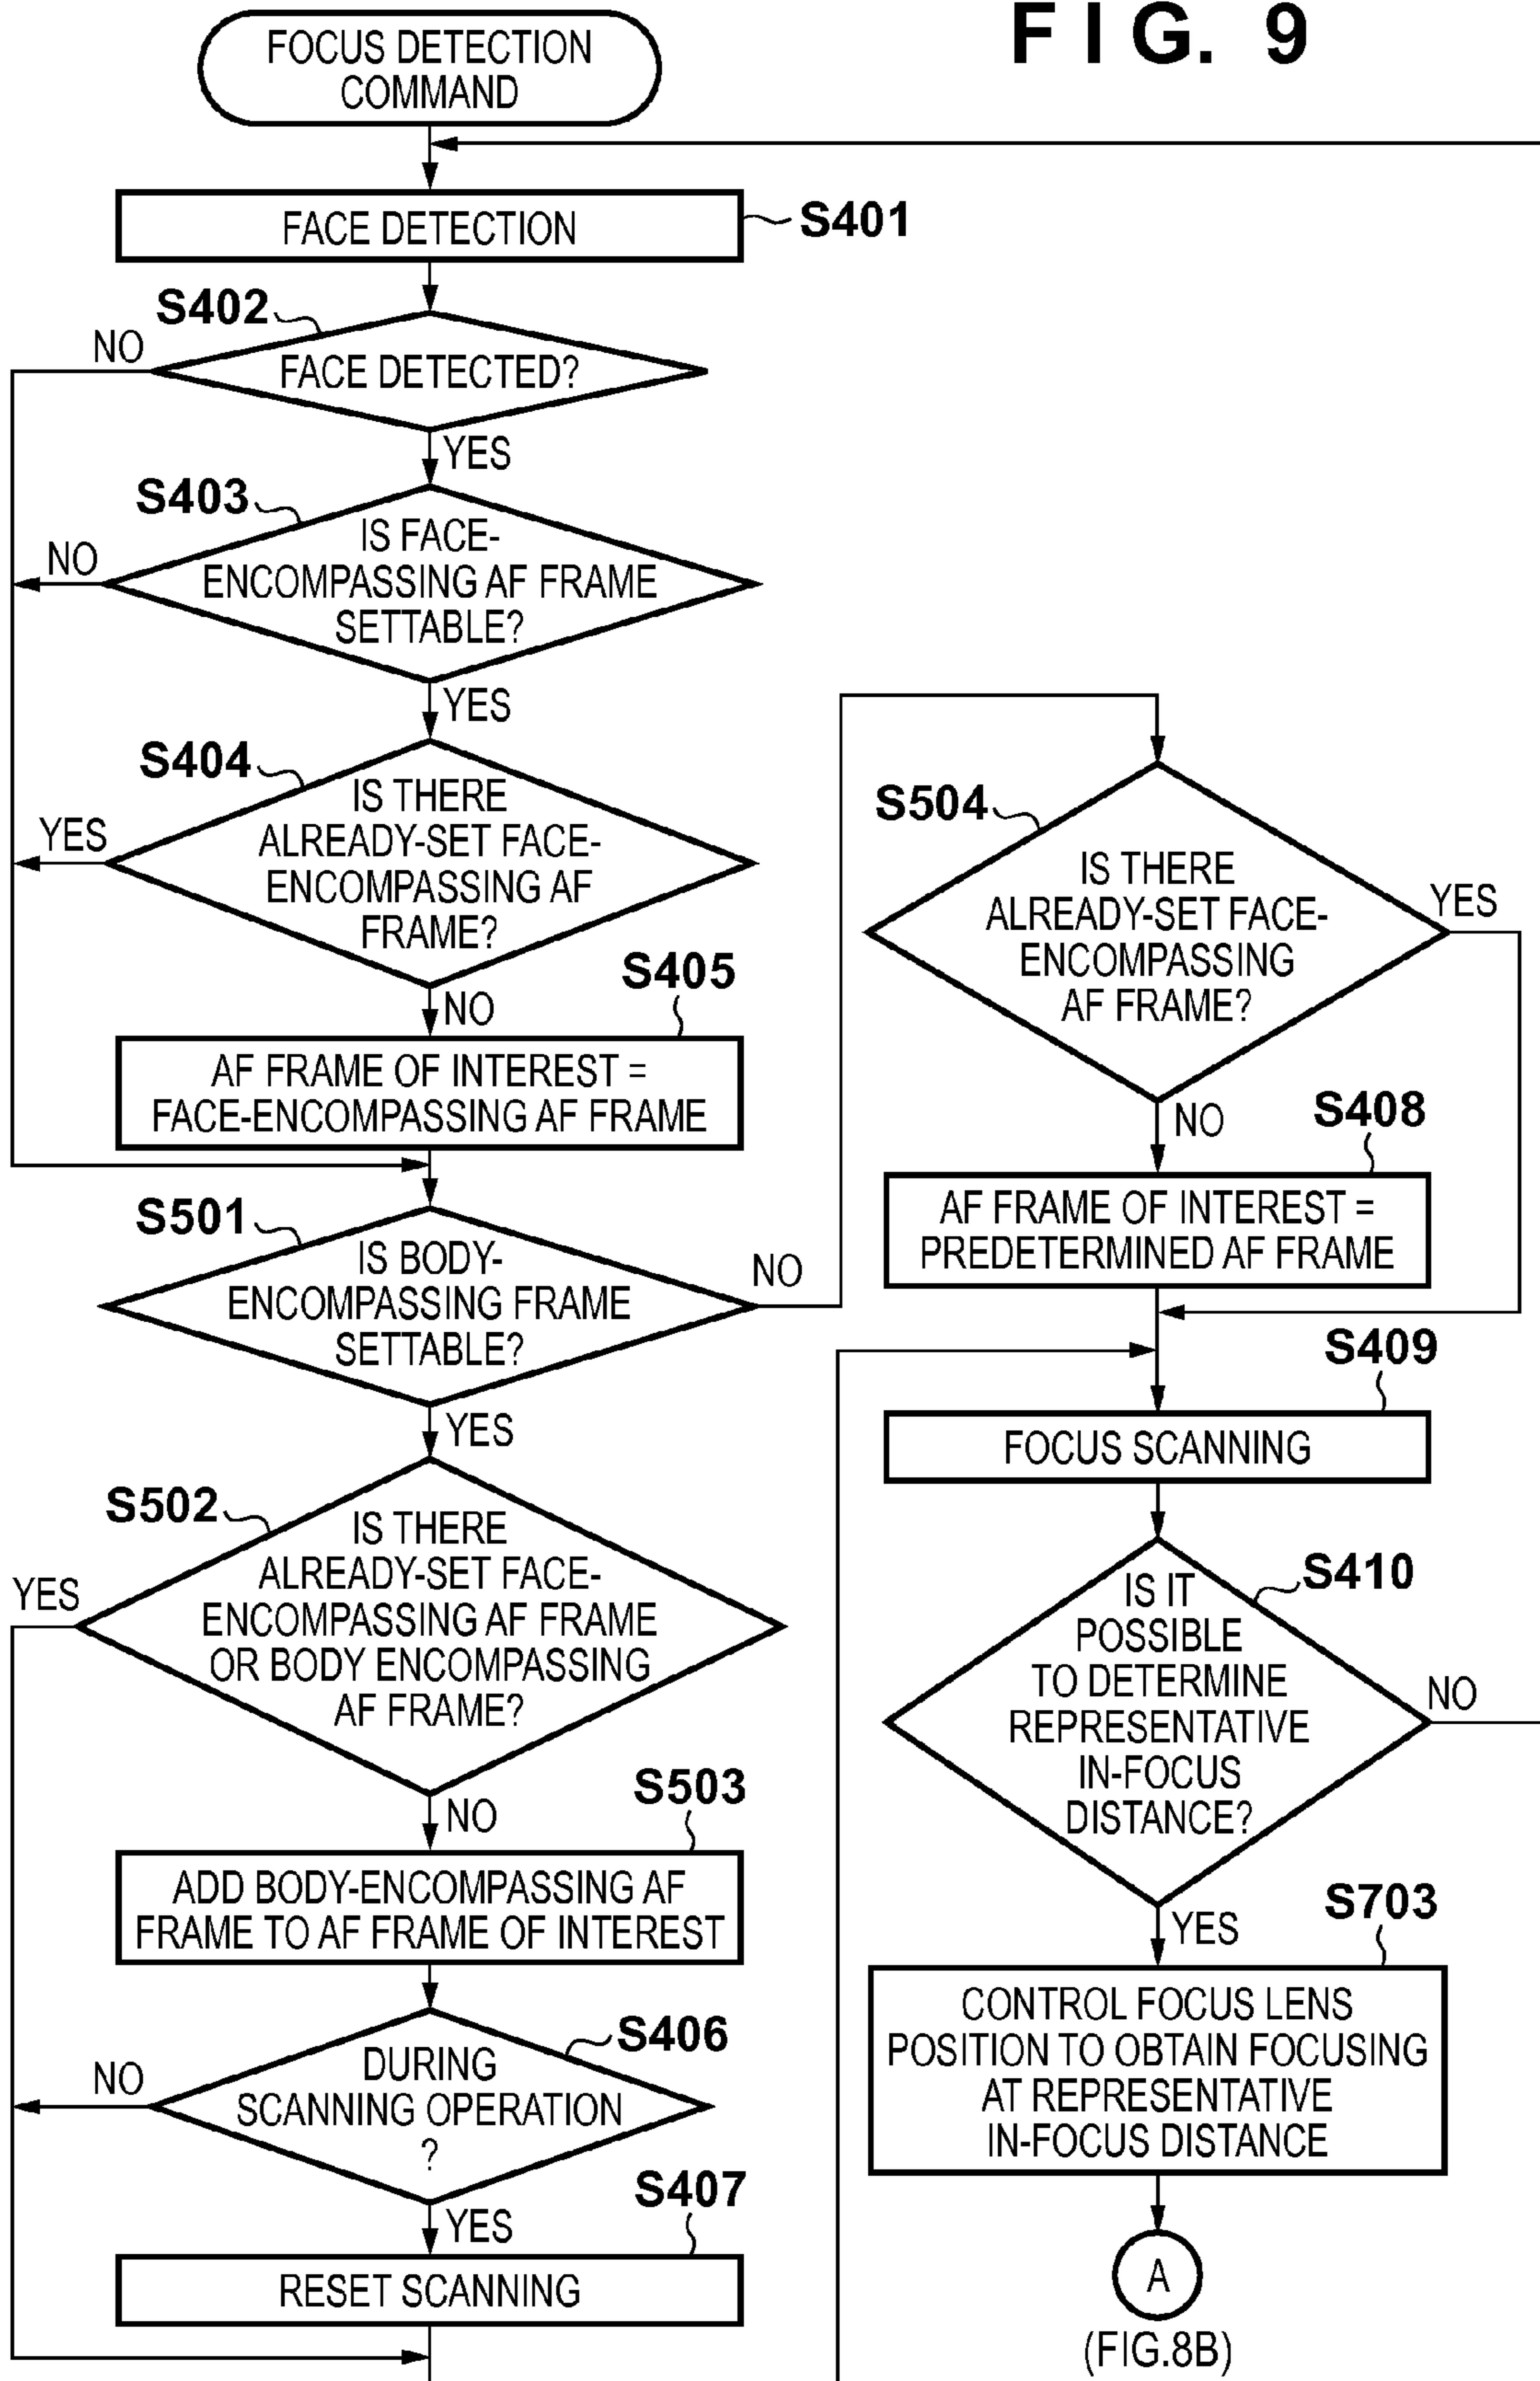 FIG. 9
FOCUS DETECTION
COMMAND
FACE DETECTION
S401
S402
NO
FACE DETECTED?
YES
S403
NO
IS FACE-
ENCOMPASSING AF FRAME
SETTABLE?
YES
S404
YES
IS THERE
ALREADY-SET FACE-
ENCOMPASSING AF
FRAME?
NO
S405
AF FRAME OF INTEREST =
FACE-ENCOMPASSING AF FRAME
S501
IS BODY-
ENCOMPASSING FRAME
SETTABLE?
NO
YES
S502
YES
IS THERE
ALREADY-SET FACE-
ENCOMPASSING AF FRAME
OR BODY ENCOMPASSING
AF FRAME?
NO
S503
ADD BODY-ENCOMPASSING AF
FRAME TO AF FRAME OF INTEREST
S406
NO
DURING
SCANNING OPERATION
?
YES
S407
RESET SCANNING
S504
IS THERE
ALREADY-SET FACE-
ENCOMPASSING
AF FRAME?
YES
NO
S408
AF FRAME OF INTEREST =
PREDETERMINED AF FRAME
S409
FOCUS SCANNING
S410
IS IT
POSSIBLE
TO DETERMINE
REPRESENTATIVE
IN-FOCUS
DISTANCE?
NO
YES
S703
CONTROL FOCUS LENS
POSITION TO OBTAIN FOCUSING
AT REPRESENTATIVE
IN-FOCUS DISTANCE
A
(FIG.8B)